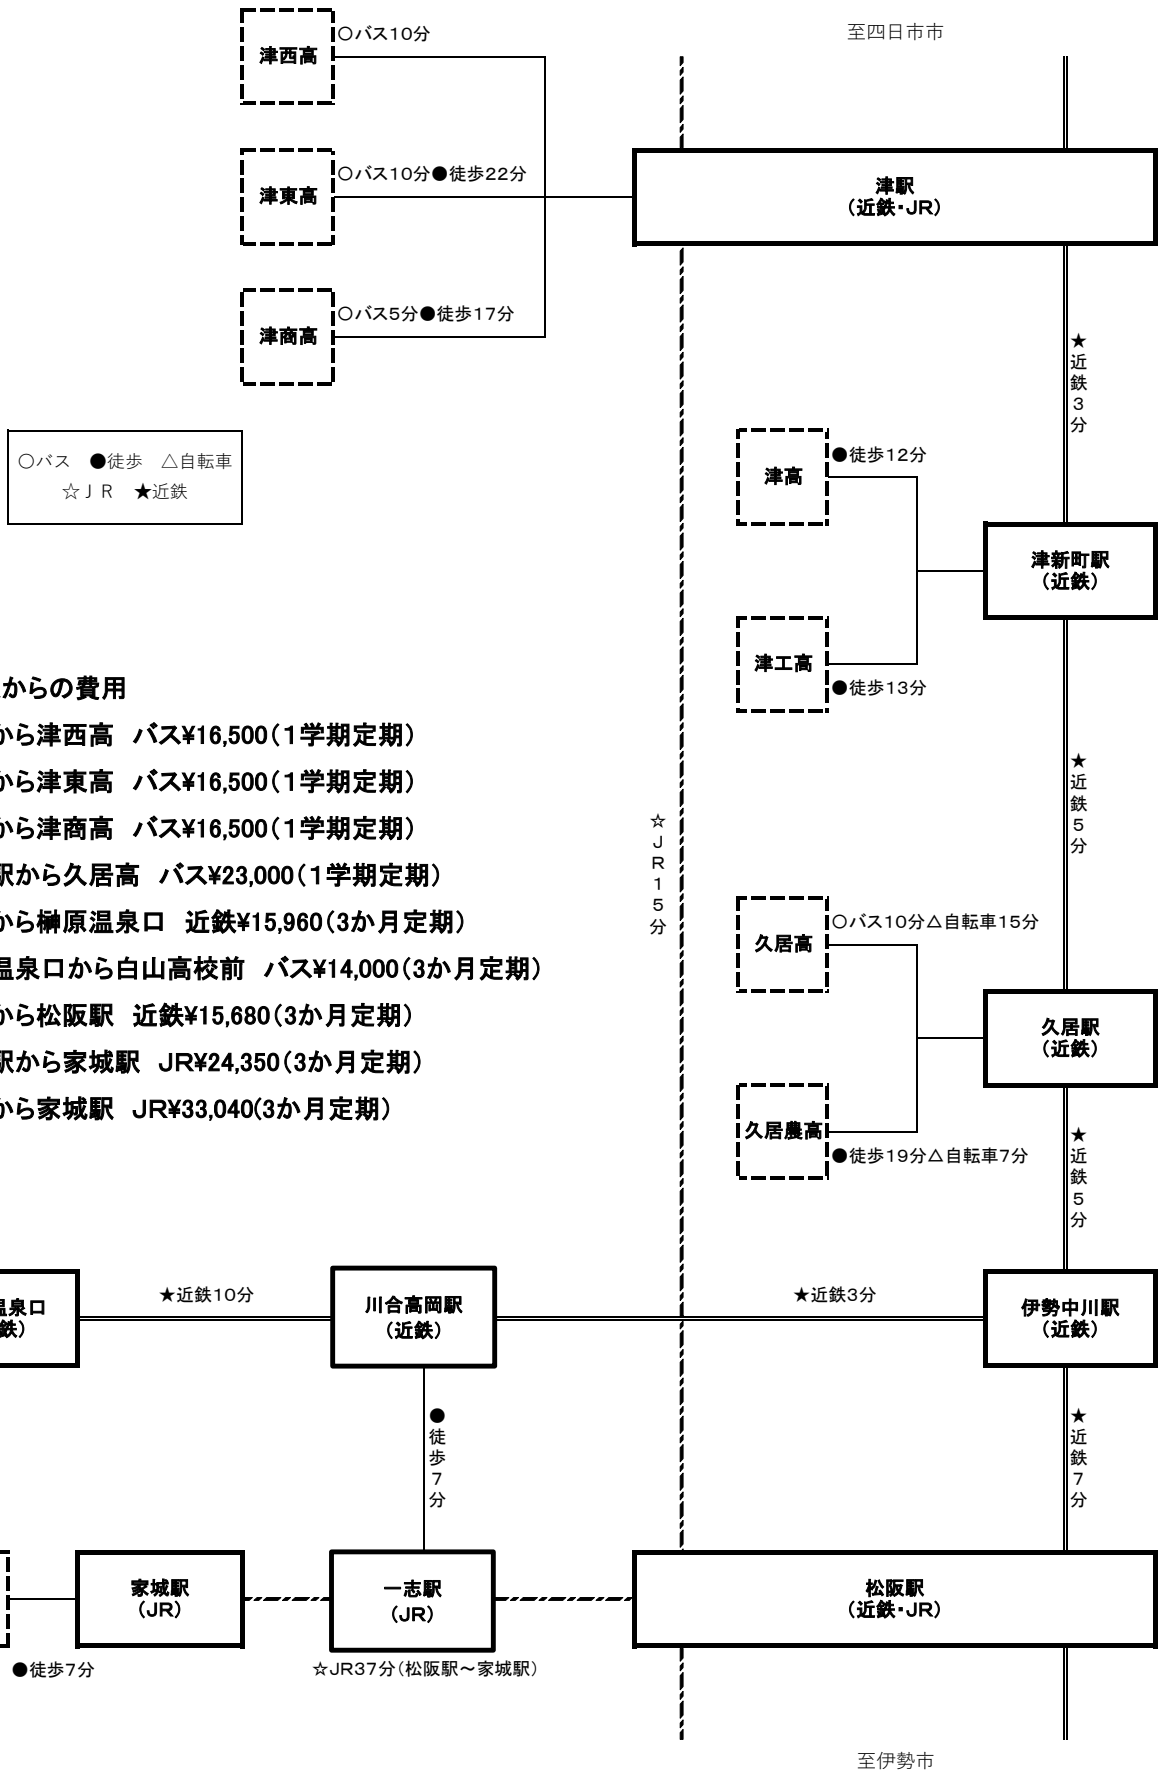 至四日市市
津西高
○バス10分
津東高
○バス10分●徒歩22分
津駅
(近鉄・JR)
津商高
○バス5分●徒歩17分
★近鉄3分
○バス ●徒歩 △自転車
☆ＪＲ ★近鉄
津高
●徒歩12分
津新町駅
(近鉄)
津工高
●徒歩13分
からの費用
から津西高 バス¥16,500(1学期定期)
から津東高 バス¥16,500(1学期定期)
から津商高 バス¥16,500(1学期定期)
駅から久居高 バス¥23,000(1学期定期)
から榊原温泉口 近鉄¥15,960(3か月定期)
温泉口から白山高校前 バス¥14,000(3か月定期)
から松阪駅 近鉄¥15,680(3か月定期)
駅から家城駅 JR¥24,350(3か月定期)
から家城駅 JR¥33,040(3か月定期)
★近鉄5分
☆JR15分
久居高
○バス10分△自転車15分
久居駅
(近鉄)
久居農高
●徒歩19分△自転車7分
★近鉄5分
温泉口
鉄)
★近鉄10分
川合高岡駅
(近鉄)
★近鉄3分
伊勢中川駅
(近鉄)
●徒歩7分
★近鉄7分
家城駅
(JR)
一志駅
(JR)
松阪駅
(近鉄・JR)
●徒歩7分
☆JR37分(松阪駅～家城駅)
至伊勢市